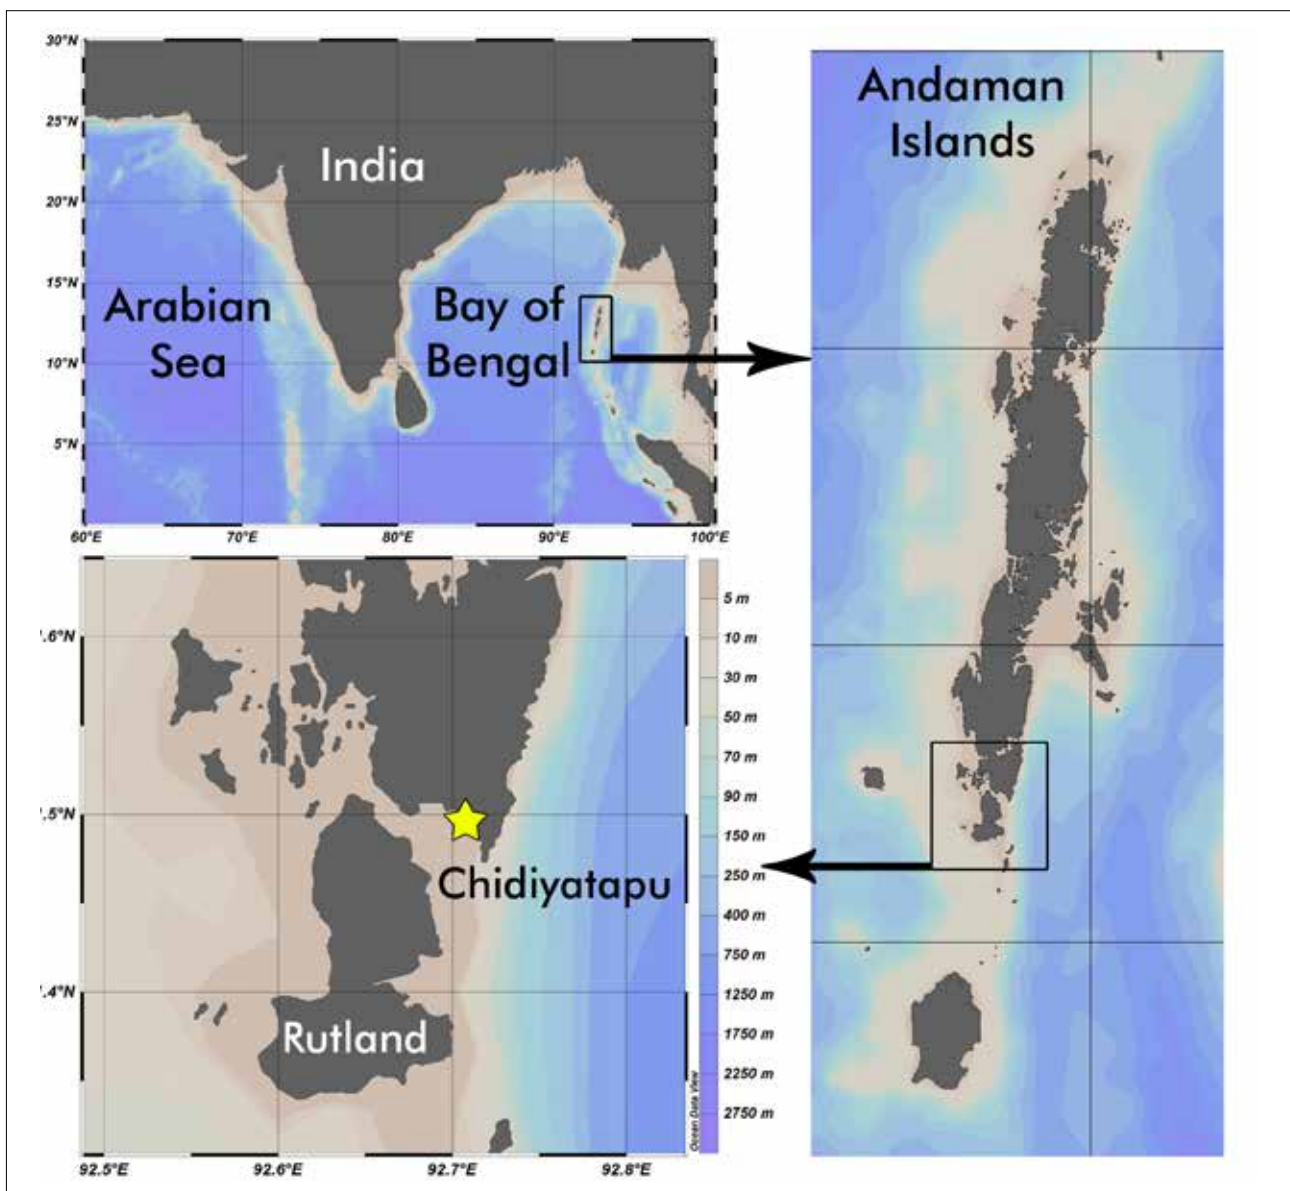 30°N
25°N
20°N
15°N
10°N
5°N
60°E
70°E
80°E
90°E
100°E
India
Arabian
Sea
Bay of
Bengal
Andaman
Islands
.6°N
.5°N
.4°N
92.5°E
92.6°E
92.7°E
92.8°E
Chidiyatapu
Rutland
5 m
10 m
30 m
50 m
70 m
90 m
150 m
250 m
400 m
750 m
1250 m
1750 m
2250 m
2750 m
Ocean Data View